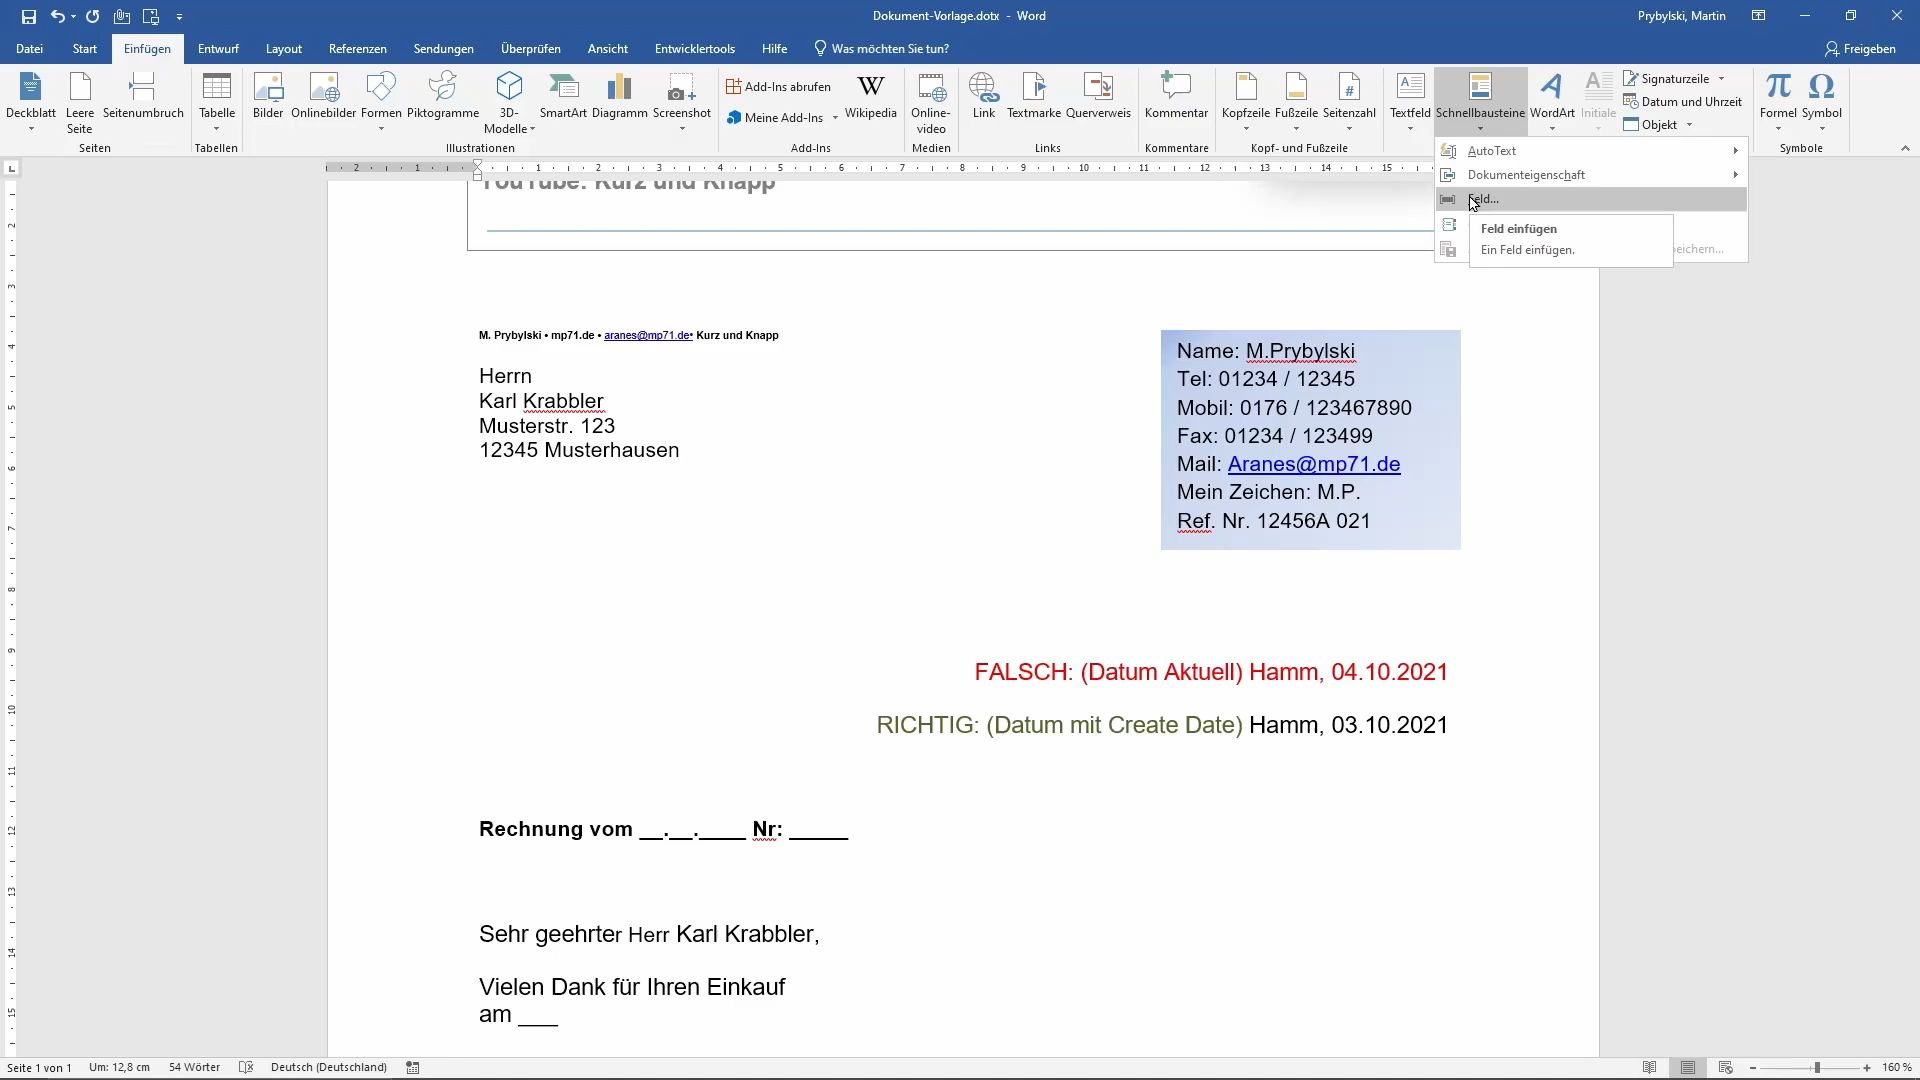 Dokument-Vorlage.dotx - Word
Prybylski, Martin
Datei Start Einfügen Entwurf Layout Referenzen Sendungen Überprüfen Ansicht Entwicklertools Hilfe Was möchten Sie tun? Freigeben
Deckblatt
Leere Seite
Seitenumbruch
Seiten
Tabelle
Tabellen
Bilder
Onlinebilder
Formen
Piktogramme
3D-Modelle
SmartArt
Diagramm
Screenshot
Illustrationen
Add-Ins abrufen
Meine Add-Ins
Wikipedia
Add-Ins
Online-video
Medien
Link
Textmarke
Querverweis
Links
Kommentar
Kommentare
Kopfzeile
Fußzeile
Seitenzahl
Kopf- und Fußzeile
Textfeld
Schnellbausteine
WordArt
Initiale
Signaturzeile
Datum und Uhrzeit
Objekt
Formel
Symbol
Symbole
AutoText
Dokumenteigenschaft
Feld einfügen
Ein Feld einfügen.
YouTube: Kurz und Knapp
M. Prybylski • mp71.de • aranes@mp71.de• Kurz und Knapp
Herrn
Karl Krabbler
Musterstr. 123
12345 Musterhausen
Name: M.Prybylski
Tel: 01234 / 12345
Mobil: 0176 / 123467890
Fax: 01234 / 123499
Mail: Aranes@mp71.de
Mein Zeichen: M.P.
Ref. Nr. 12456A 021
FALSCH: (Datum Aktuell) Hamm, 04.10.2021
RICHTIG: (Datum mit Create Date) Hamm, 03.10.2021
Rechnung vom __.__.____ Nr: _____
Sehr geehrter Herr Karl Krabbler,
Vielen Dank für Ihren Einkauf
am ___
Seite 1 von 1 Um: 12,8 cm 54 Wörter Deutsch (Deutschland) 160 %